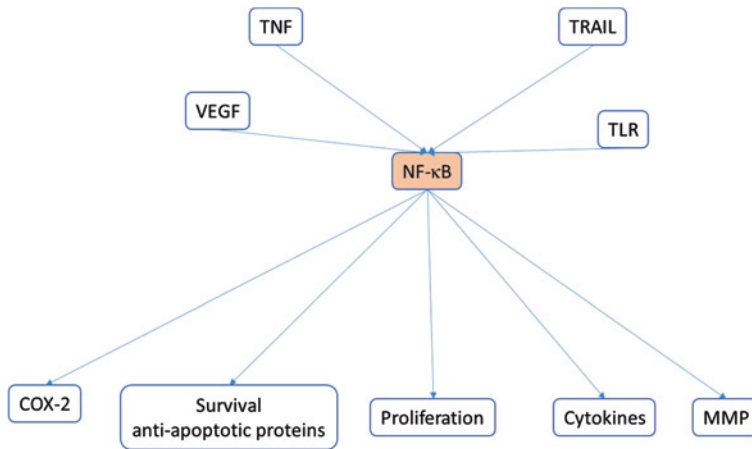 TNF
TRAIL
VEGF
TLR
NF-κB
COX-2
Survival
anti-apoptotic proteins
Proliferation
Cytokines
MMP